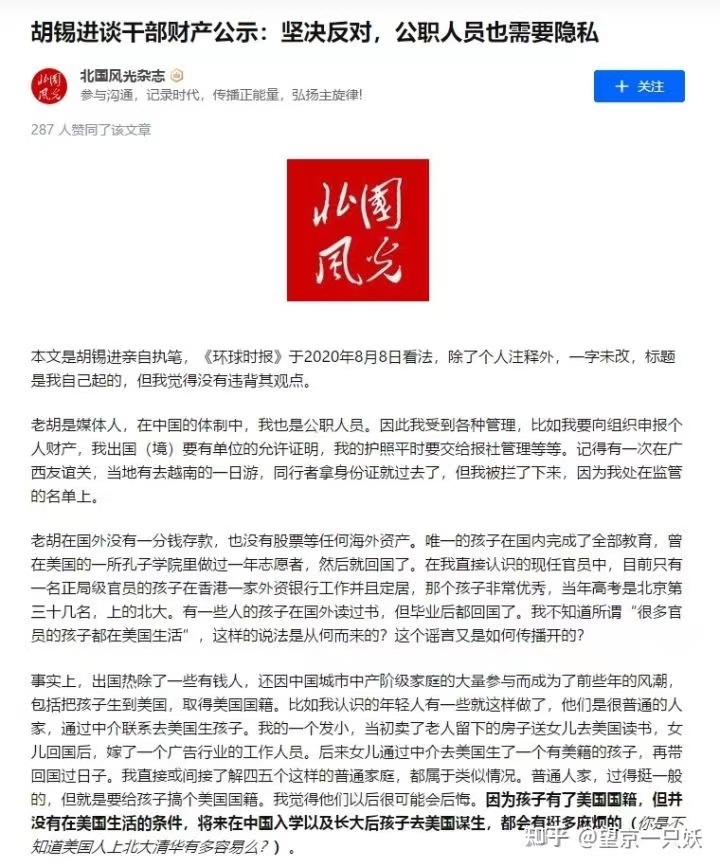 胡锡进谈干部财产公示：坚决反对，公职人员也需要隐私
北国风光杂志
参与沟通，记录时代，传播正能量，弘扬主旋律!
+ 关注
287 人赞同了该文章
北國
風光
北國
風光
本文是胡锡进亲自执笔，《环球时报》于2020年8月8日看法，除了个人注释外，一字未改，标题
是我自己起的，但我觉得没有违背其观点。
老胡是媒体人，在中国的体制中，我也是公职人员。因此我受到各种管理，比如我要向组织申报个
人财产，我出国（境）要有单位的允许证明，我的护照平时要交给报社管理等等。记得有一次在广
西友谊关，当地有去越南的一日游，同行者拿身份证就过去了，但我被拦了下来，因为我处在监管
的名单上。
老胡在国外没有一分钱存款，也没有股票等任何海外资产。唯一的孩子在国内完成了全部教育，曾
在美国的一所孔子学院里做过一年志愿者，然后就回国了。在我直接认识的现任官员中，目前只有
一名正局级官员的孩子在香港一家外资银行工作并且定居，那个孩子非常优秀，当年高考是北京第
三十几名，上的北大。有一些人的孩子在国外读过书，但毕业后都回国了。我不知道所谓“很多官
员的孩子都在美国生活”，这样的说法是从何而来的？这个谣言又是如何传播开的？
事实上，出国热除了一些有钱人，还因中国城市中产阶级家庭的大量参与而成为了前些年的风潮，
包括把孩子生到美国，取得美国国籍。比如我认识的年轻人有一些就这样做了，他们是很普通的人
家，通过中介联系去美国生孩子。我的一个发小，当初卖了老人留下的房子送女儿去美国读书，女
儿回国后，嫁了一个广告行业的工作人员。后来女儿通过中介去美国生了一个有美籍的孩子，再带
回国过日子。我直接或间接了解四五个这样的普通家庭，都属于类似情况。普通人家，过得挺一般
的，但就是要给孩子搞个美国国籍。我觉得他们以后很可能会后悔。因为孩子有了美国国籍，但并
没有在美国生活的条件，将来在中国入学以及长大后孩子去美国谋生，都会有挺多麻烦的（你是不
知道美国人上北大清华有多容易么？）。
知乎 @望京一只妖